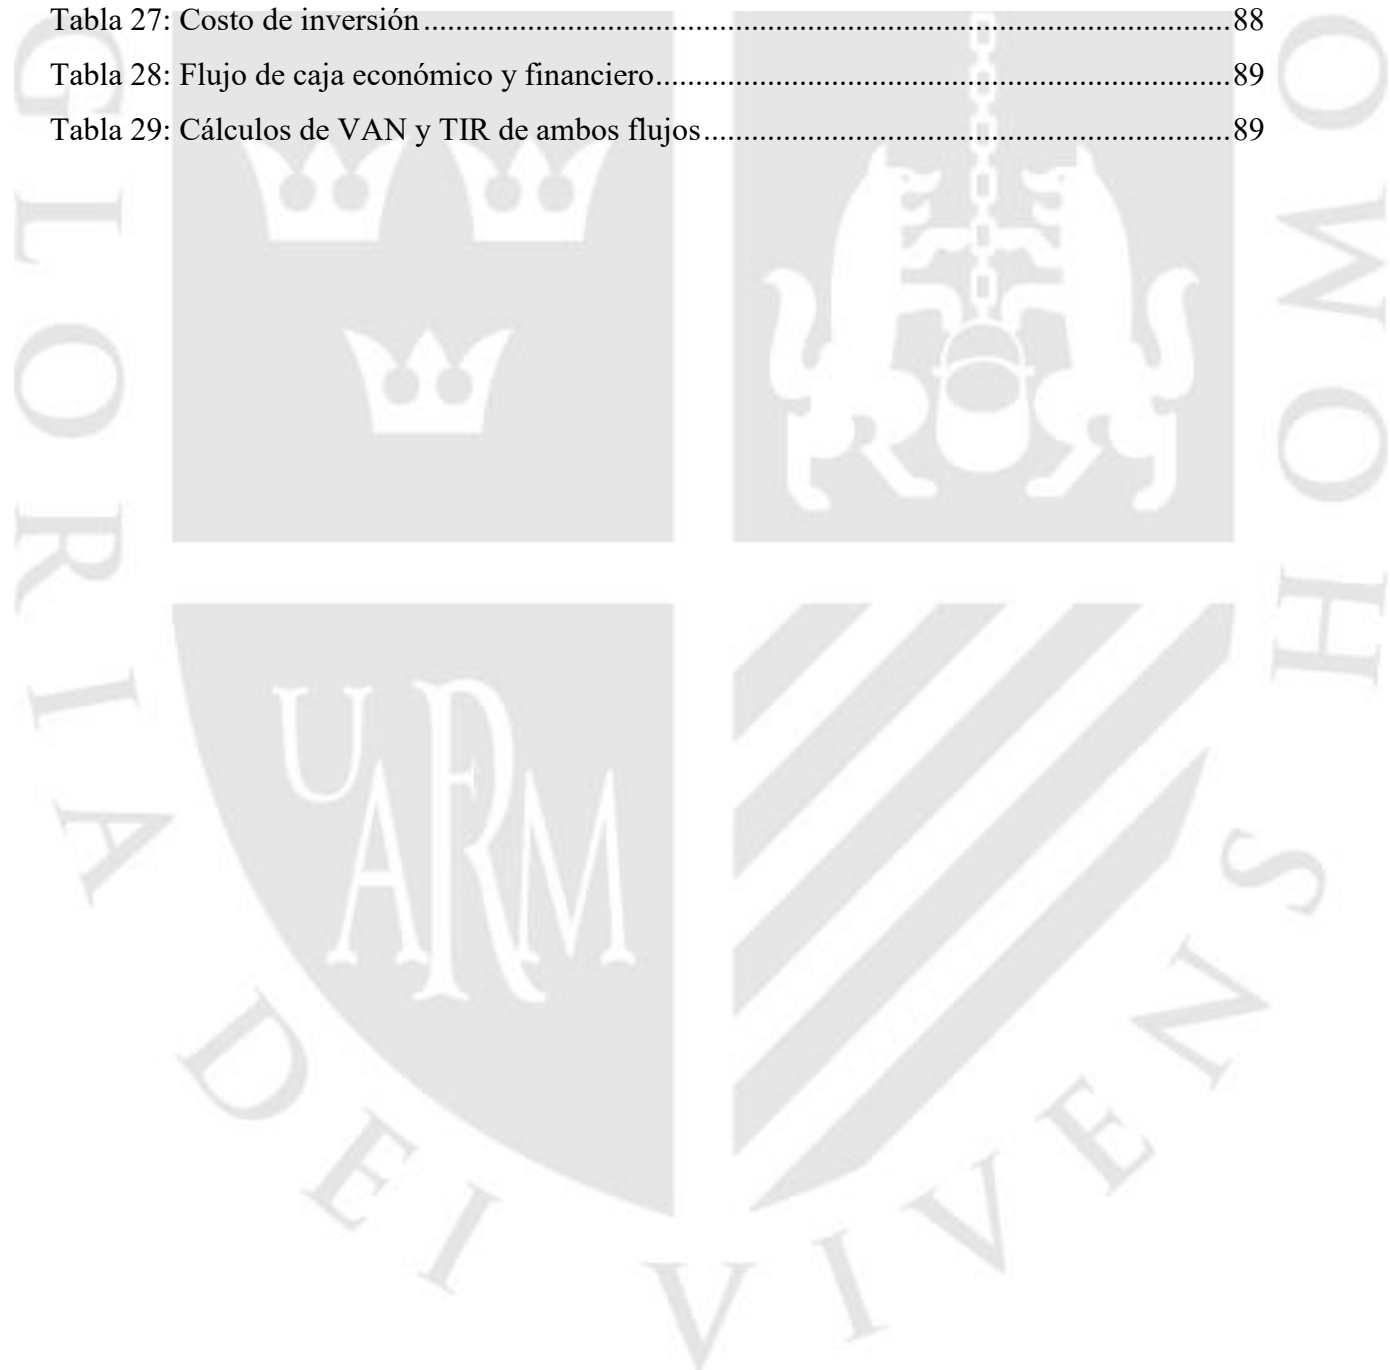 Tabla 27: Costo de inversión....................................................................................................88
Tabla 28: Flujo de caja económico y financiero.......................................................................89
Tabla 29: Cálculos de VAN y TIR de ambos flujos.................................................................89
GLORIA DEI VIVENS HOMO
UARM